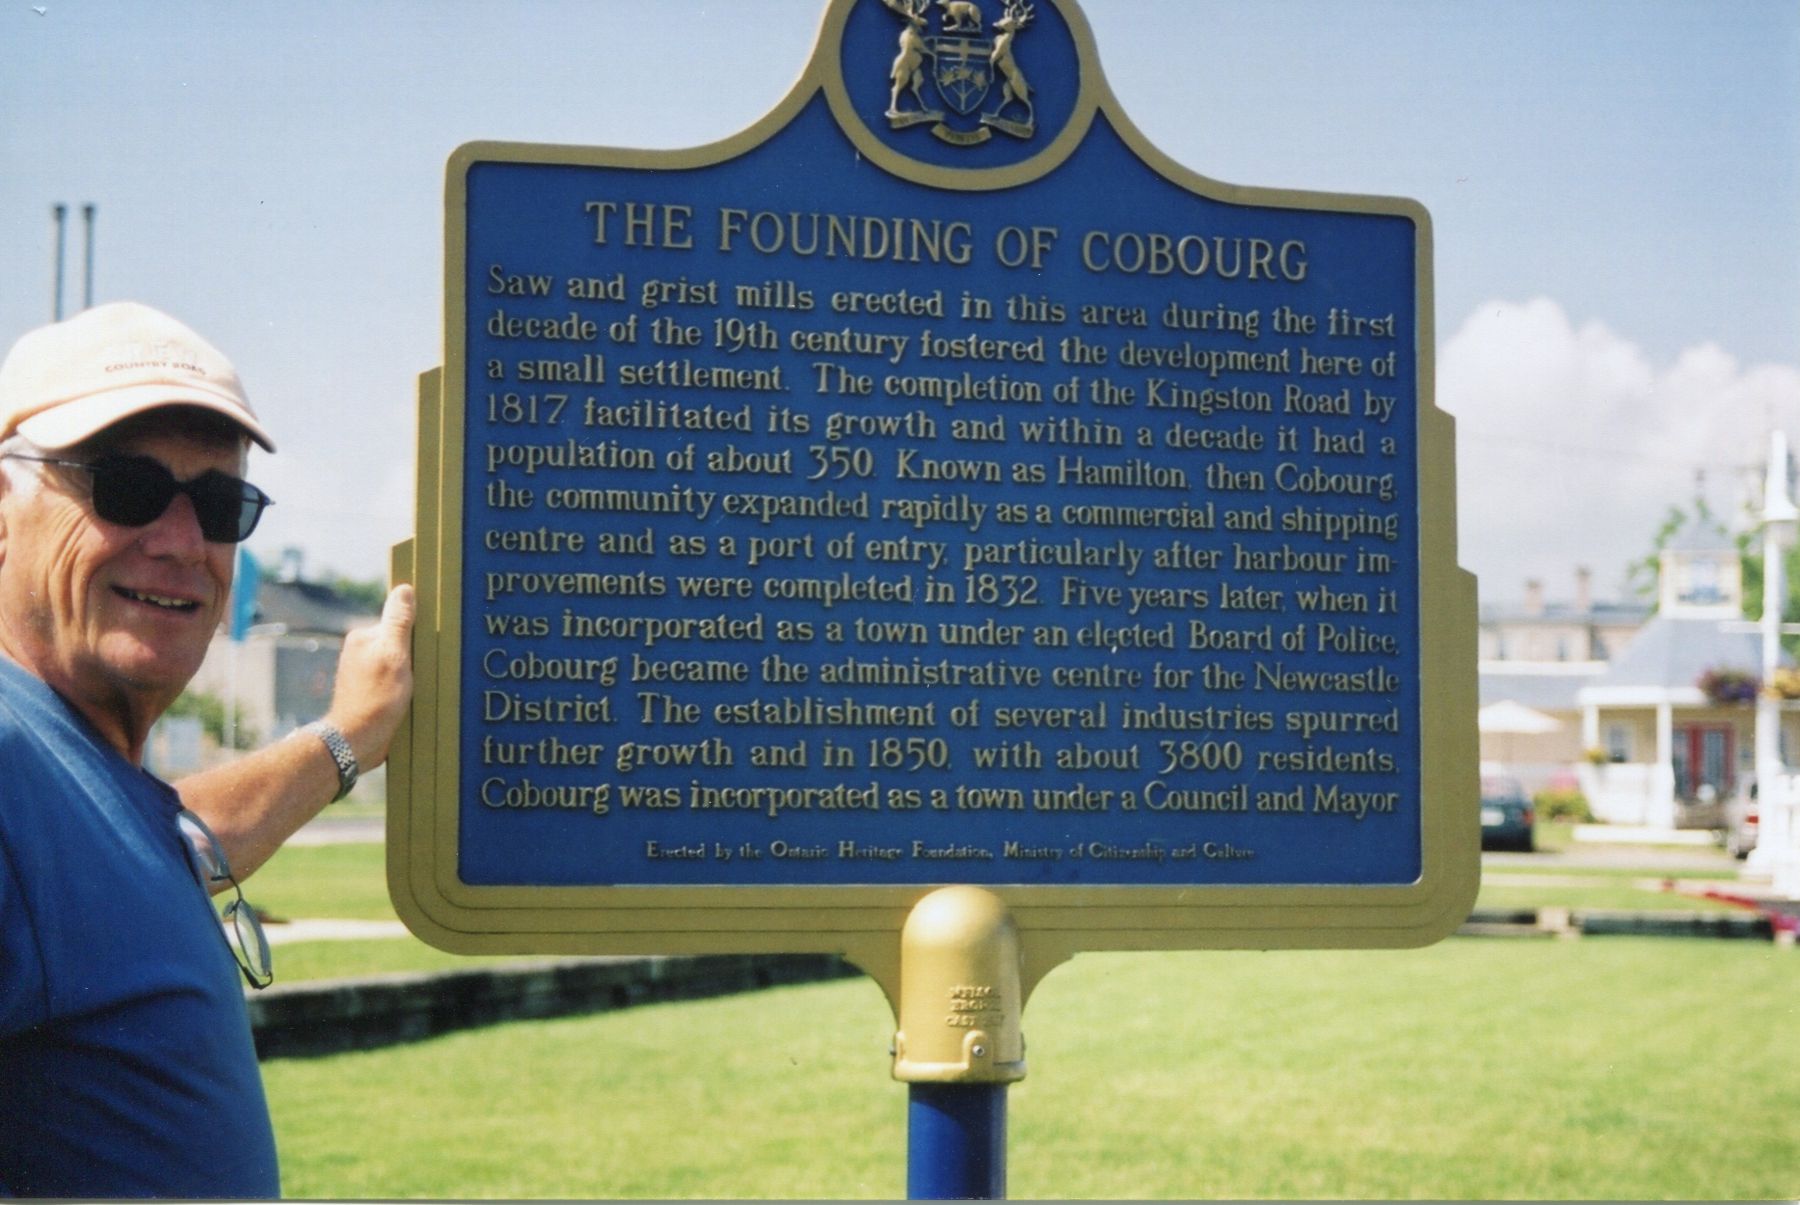 THE FOUNDING OF COBOURG
Saw and grist mills erected in this area during the first
decade of the 19th century fostered the development here of
a small settlement. The completion of the Kingston Road by
1817 facilitated its growth and within a decade it had a
population of about 350. Known as Hamilton, then Cobourg,
the community expanded rapidly as a commercial and shipping
centre and as a port of entry, particularly after harbour im-
provements were completed in 1832. Five years later, when it
was incorporated as a town under an elected Board of Police,
Cobourg became the administrative centre for the Newcastle
District. The establishment of several industries spurred
further growth and in 1850, with about 3800 residents,
Cobourg was incorporated as a town under a Council and Mayor
Erected by the Ontario Heritage Foundation, Ministry of Citizenship and Culture
COUNTRY ROAD